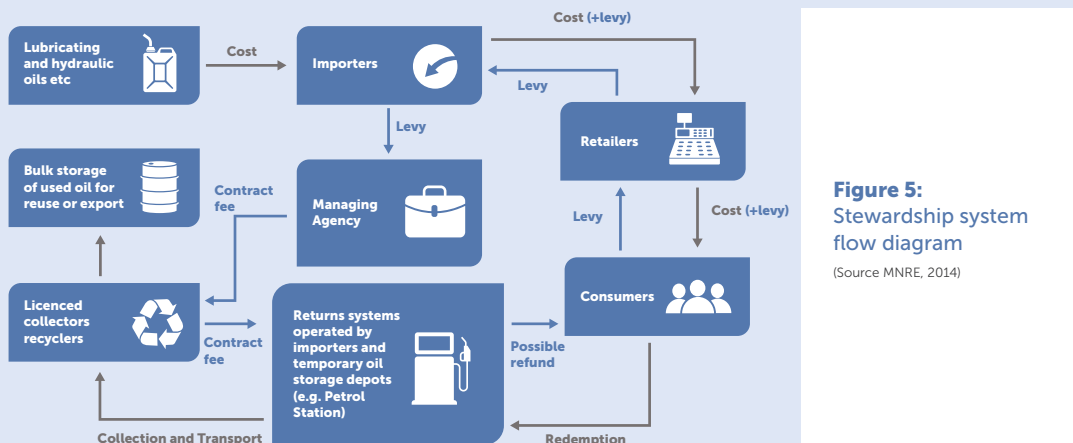 Cost (+levy)
Lubricating
and hydraulic
oils etc
Cost
Importers
Levy
Levy
Retailers
Bulk storage
of used oil for
reuse or export
Contract
fee
Managing
Agency
Levy
Cost (+levy)
Licenced
collectors
recyclers
Contract
fee
Returns systems
operated by
importers and
temporary oil
storage depots
(e.g. Petrol
Station)
Possible
refund
Consumers
Collection and Transport
Redemption
Figure 5:
Stewardship system
flow diagram
(Source MNRE, 2014)